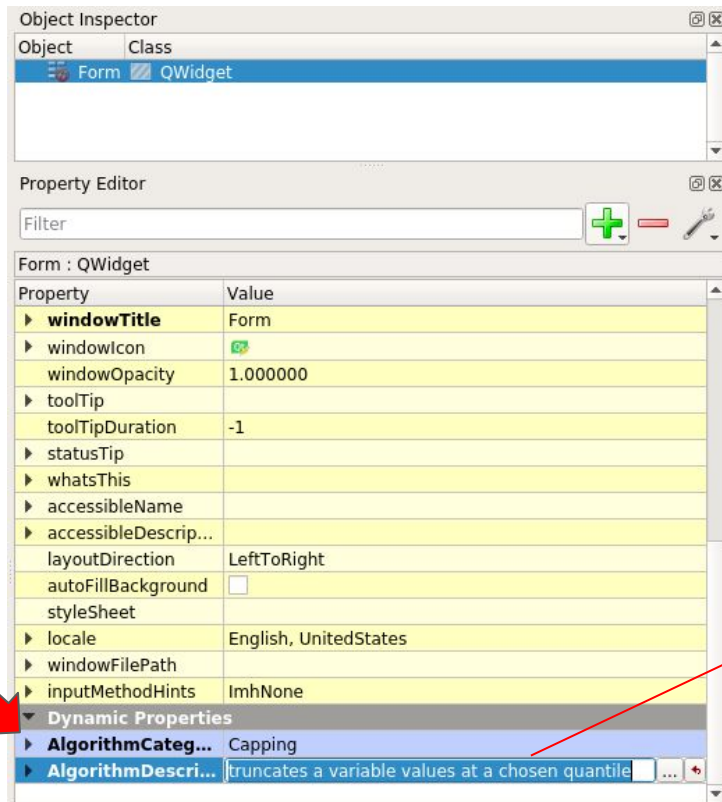 Object Inspector
Object Class
Form QWidget
Property Editor
Filter
Form : QWidget
Property Value
windowTitle Form
windowIcon
windowOpacity 1.000000
toolTip
toolTipDuration -1
statusTip
whatsThis
accessibleName
accessibleDescrip...
layoutDirection LeftToRight
autoFillBackground
styleSheet
locale English, UnitedStates
windowFilePath
inputMethodHints ImhNone
Dynamic Properties
AlgorithmCateg... Capping
AlgorithmDescri... truncates a variable values at a chosen quantile ...